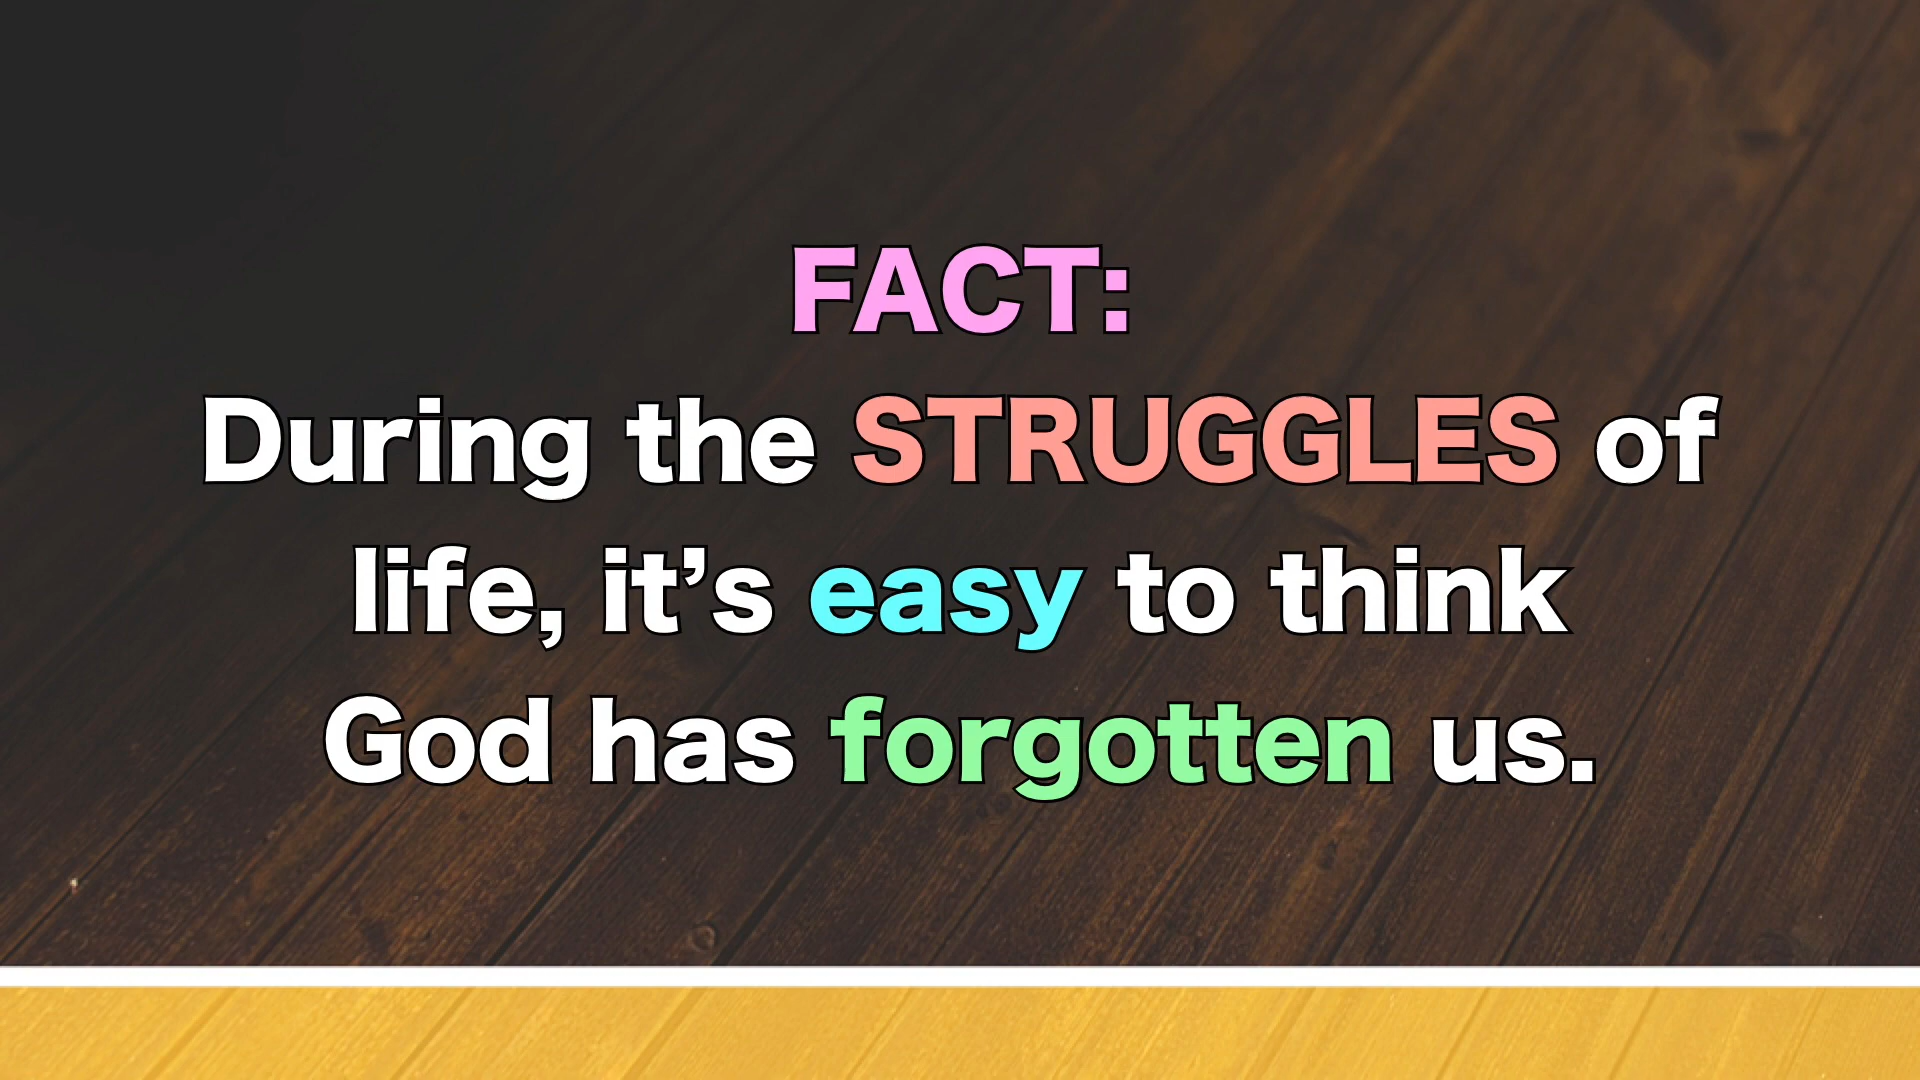 FACT:
During the STRUGGLES of
life, it’s easy to think
God has forgotten us.